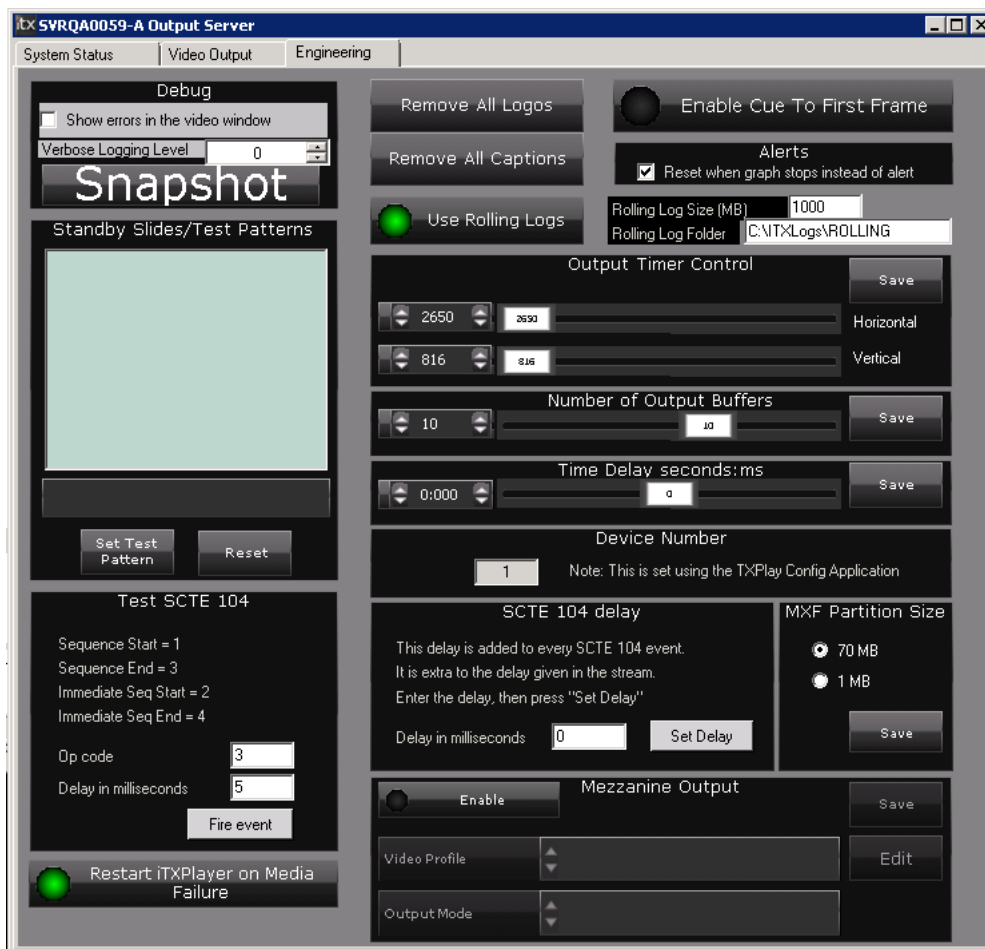 itx SVRQA0059-A Output Server
System Status
Video Output
Engineering
Debug
Show errors in the video window
Verbose Logging Level
0
Snapshot
Standby Slides/Test Patterns
Set Test
Pattern
Reset
Test SCTE 104
Sequence Start = 1
Sequence End = 3
Immediate Seq Start = 2
Immediate Seq End = 4
Op code
3
Delay in milliseconds
5
Fire event
Restart iTXPlayer on Media
Failure
Remove All Logos
Enable Cue To First Frame
Remove All Captions
Alerts
Reset when graph stops instead of alert
Use Rolling Logs
Rolling Log Size (MB)
1000
Rolling Log Folder
C:\ITXLogs\ROLLING
Output Timer Control
Save
2650
2650
Horizontal
816
816
Vertical
Number of Output Buffers
10
10
Save
Time Delay seconds:ms
0:000
0
Save
Device Number
1
Note: This is set using the TXPlay Config Application
SCTE 104 delay
This delay is added to every SCTE 104 event.
It is extra to the delay given in the stream.
Enter the delay, then press "Set Delay"
Delay in milliseconds
0
Set Delay
MXF Partition Size
70 MB
1 MB
Save
Enable
Mezzanine Output
Save
Video Profile
Edit
Output Mode